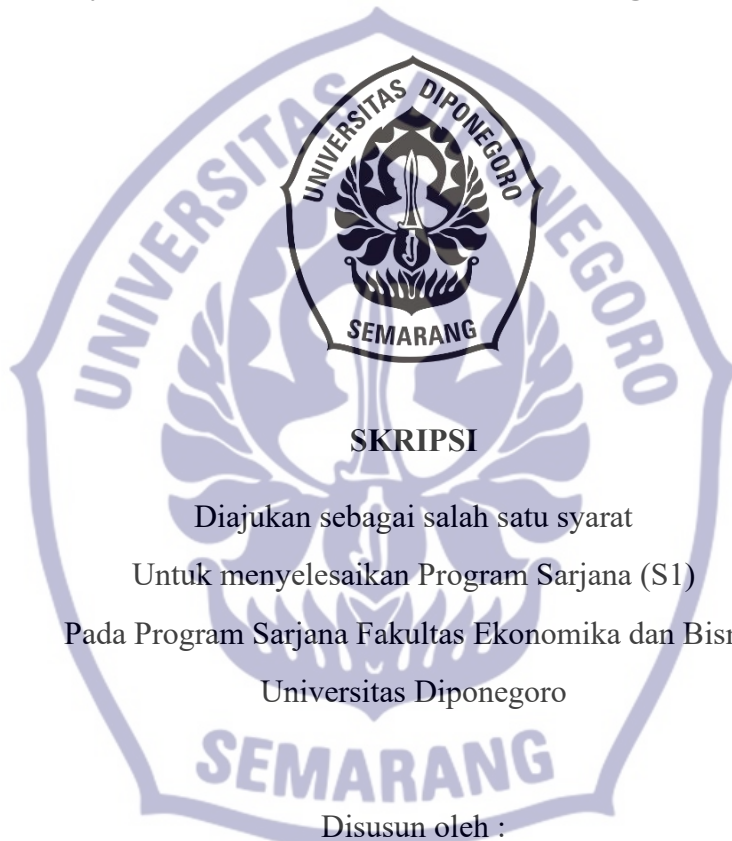 UNIVERSITAS DIPONEGORO
SEMARANG
UNIVERSITAS DIPONEGORO
SEMARANG
SKRIPSI
Diajukan sebagai salah satu syarat
Untuk menyelesaikan Program Sarjana (S1)
Pada Program Sarjana Fakultas Ekonomika dan
Universitas Diponegoro
Disusun oleh :